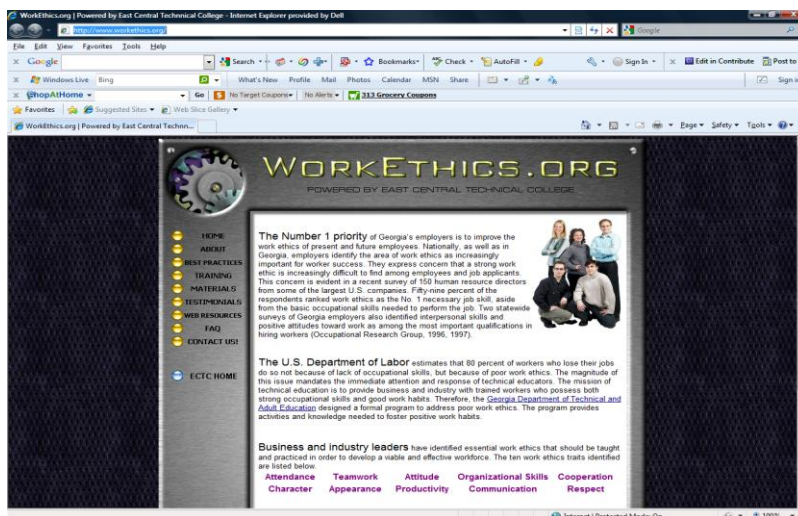 WorkEthics.org | Powered by East Central Technnical College - Internet Explorer provided by Dell
http://www.workethics.org/
Google
File Edit View Favorites Tools Help
Google Search Bookmarks Check AutoFill Sign In Edit in Contribute Post to
Windows Live Bing What's New Profile Mail Photos Calendar MSN Share Sign i
ShopAtHome Go No Target Coupons No Alerts 313 Grocery Coupons
Favorites Suggested Sites Web Slice Gallery
WorkEthics.org | Powered by East Central Technn... Page Safety Tools
WORKETHICS.ORG
POWERED BY EAST CENTRAL TECHNICAL COLLEGE
HOME
ABOUT
BEST PRACTICES
TRAINING
MATERIALS
TESTIMONIALS
WEB RESOURCES
FAQ
CONTACT US!
ECTC HOME
The Number 1 priority of Georgia's employers is to improve the
work ethics of present and future employees. Nationally, as well as in
Georgia, employers identify the area of work ethics as increasingly
important for worker success. They express concern that a strong work
ethic is increasingly difficult to find among employees and job applicants.
This concern is evident in a recent survey of 150 human resource directors
from some of the largest U.S. companies. Fifty-nine percent of the
respondents ranked work ethics as the No. 1 necessary job skill, aside
from the basic occupational skills needed to perform the job. Two statewide
surveys of Georgia employers also identified interpersonal skills and
positive attitudes toward work as among the most important qualifications in
hiring workers (Occupational Research Group, 1996, 1997).
The U.S. Department of Labor estimates that 80 percent of workers who lose their jobs
do so not because of lack of occupational skills, but because of poor work ethics. The magnitude of
this issue mandates the immediate attention and response of technical educators. The mission of
technical education is to provide business and industry with trained workers who possess both
strong occupational skills and good work habits. Therefore, the Georgia Department of Technical and
Adult Education designed a formal program to address poor work ethics. The program provides
activities and knowledge needed to foster positive work habits.
Business and industry leaders have identified essential work ethics that should be taught
and practiced in order to develop a viable and effective workforce. The ten work ethics traits identified
are listed below.
Attendance Teamwork Attitude Organizational Skills Cooperation
Character Appearance Productivity Communication Respect